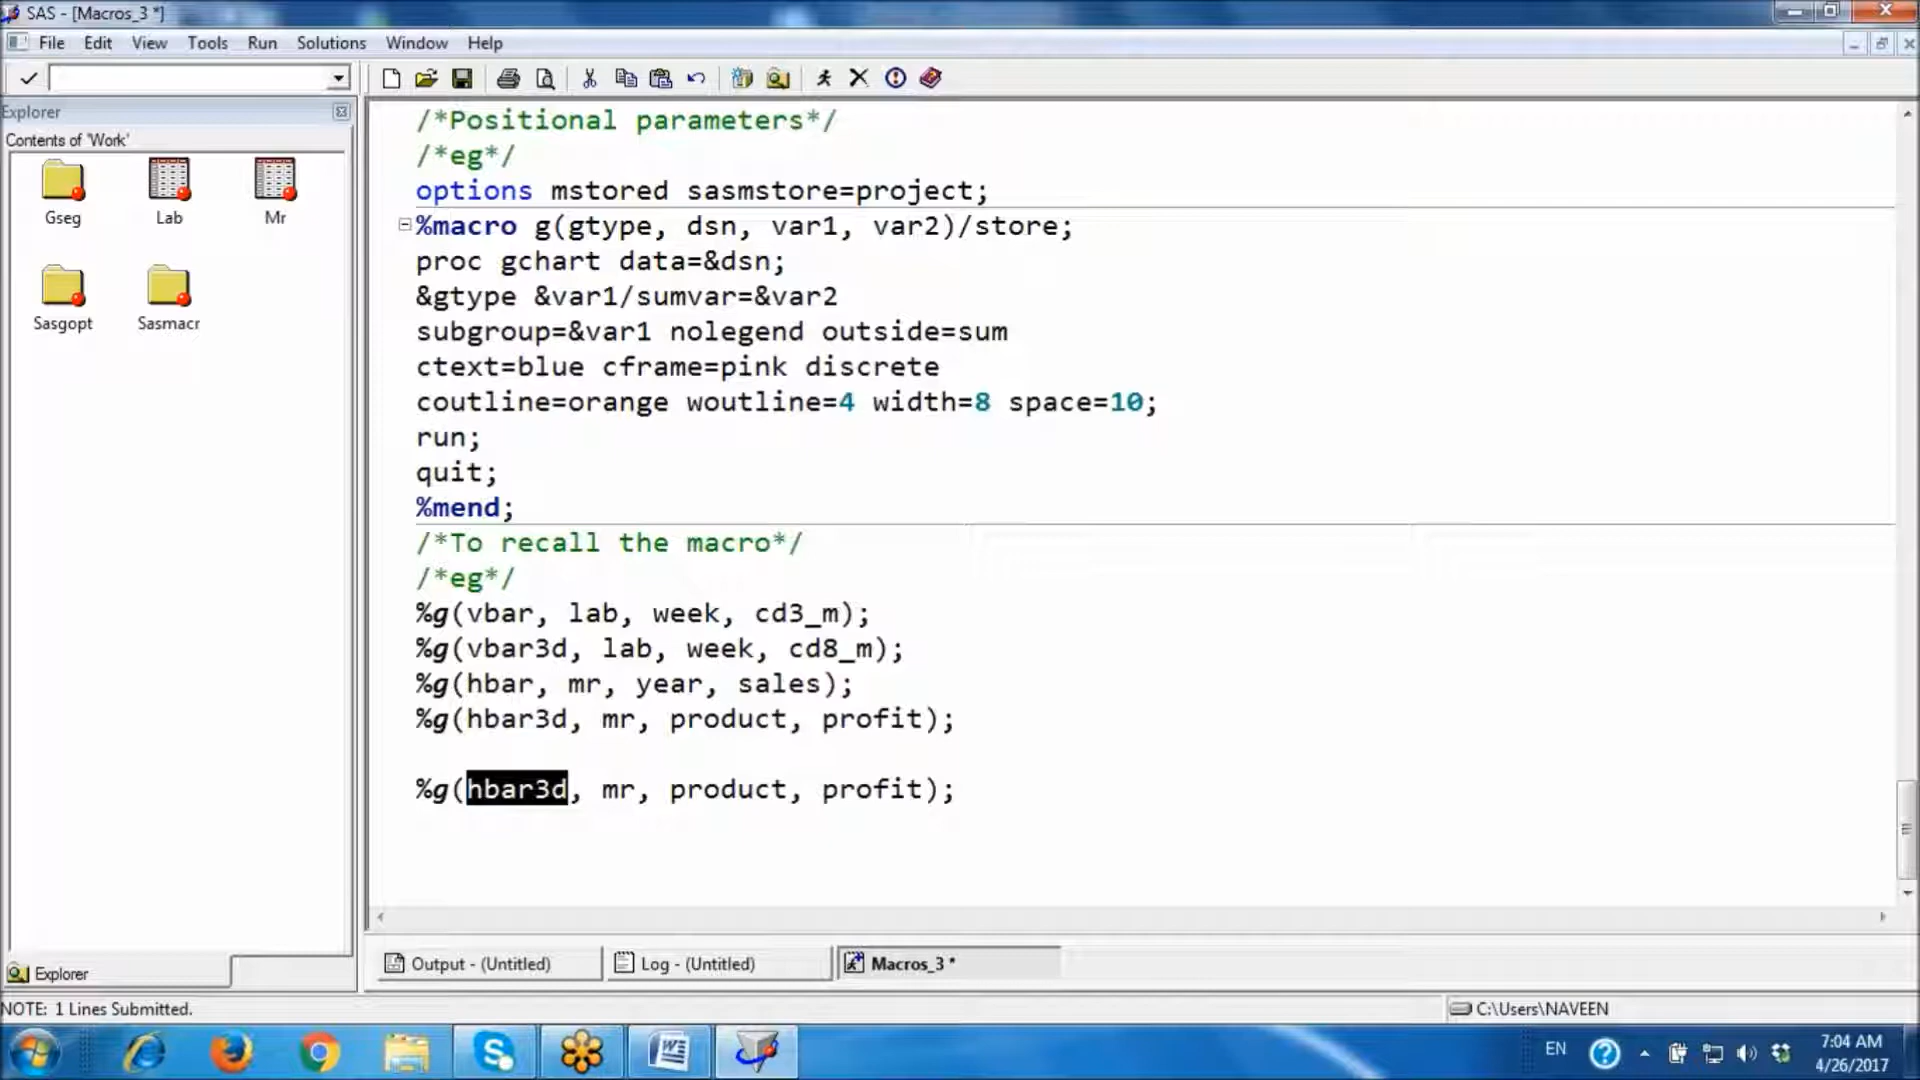 SAS - [Macros_3 *]
File Edit View Tools Run Solutions Window Help
Explorer
Contents of 'Work'
Gseg Lab Mr
Sasgopt Sasmacr
/*Positional parameters*/
/*eg*/
options mstored sasmstore=project;
%macro g(gtype, dsn, var1, var2)/store;
proc gchart data=&dsn;
&gtype &var1/sumvar=&var2
subgroup=&var1 nolegend outside=sum
ctext=blue cframe=pink discrete
coutline=orange woutline=4 width=8 space=10;
run;
quit;
%mend;
/*To recall the macro*/
/*eg*/
%g(vbar, lab, week, cd3_m);
%g(vbar3d, lab, week, cd8_m);
%g(hbar, mr, year, sales);
%g(hbar3d, mr, product, profit);
%g(hbar3d, mr, product, profit);
Explorer
Output - (Untitled) Log - (Untitled) Macros_3 *
NOTE: 1 Lines Submitted.
C:\Users\NAVEEN
EN
7:04 AM
4/26/2017